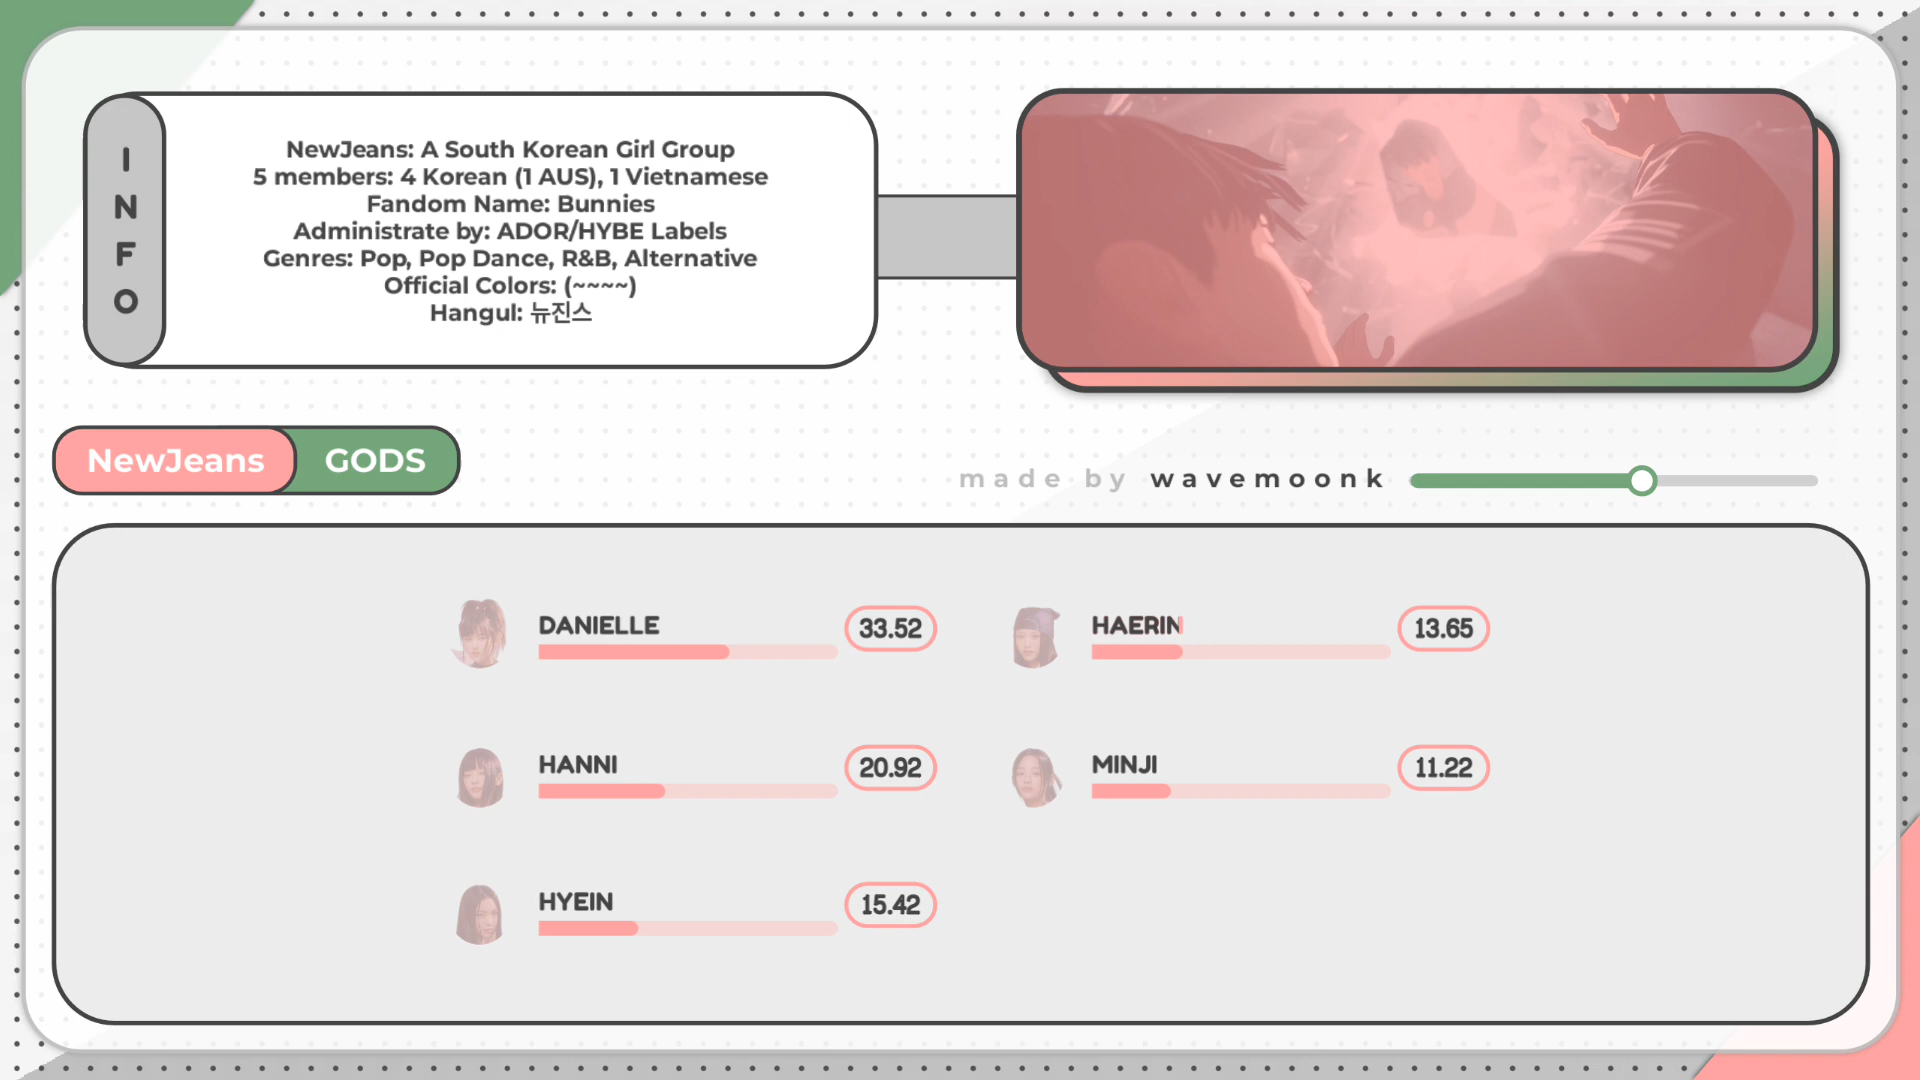 INFO
NewJeans: A South Korean Girl Group
5 members: 4 Korean (1 AUS), 1 Vietnamese
Fandom Name: Bunnies
Administrate by: ADOR/HYBE Labels
Genres: Pop, Pop Dance, R&B, Alternative
Official Colors: (~~~~)
Hangul: 뉴진스
NewJeans GODS
made by wavemoonk
DANIELLE 33.52
HAERIN 13.65
HANNI 20.92
MINJI 11.22
HYEIN 15.42